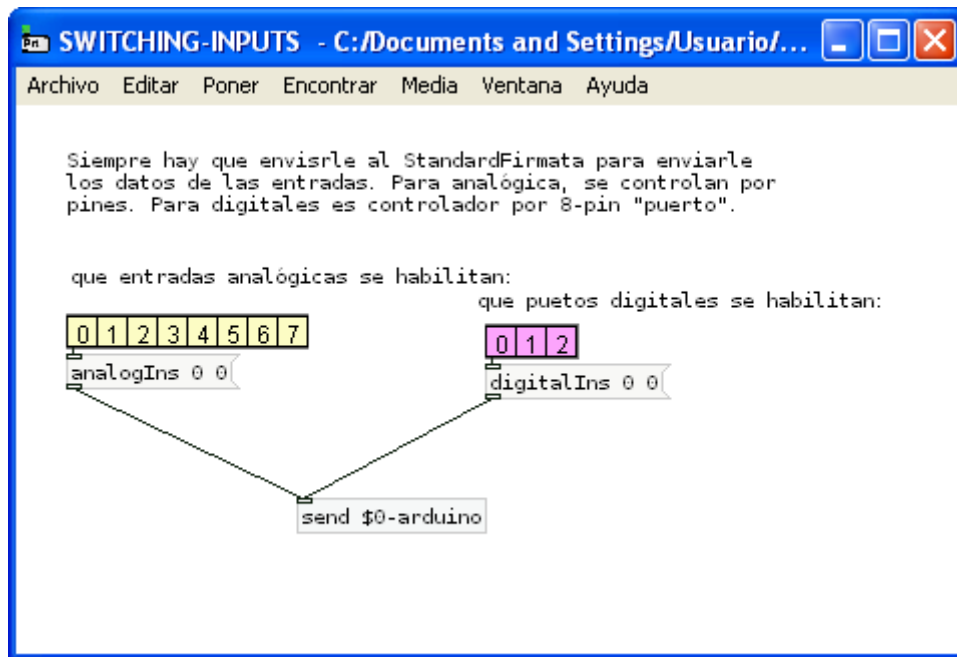 SWITCHING-INPUTS - C:/Documents and Settings/Usuario/...
Archivo Editar Poner Encontrar Media Ventana Ayuda
Siempre hay que envisrle al StandardFirmata para enviarle
los datos de las entradas. Para analógica, se controlan por
pines. Para digitales es controlador por 8-pin "puerto".
que entradas analógicas se habilitan:
que puetos digitales se habilitan:
0 1 2 3 4 5 6 7
0 1 2
analogIns 0 0
digitalIns 0 0
send $0-arduino